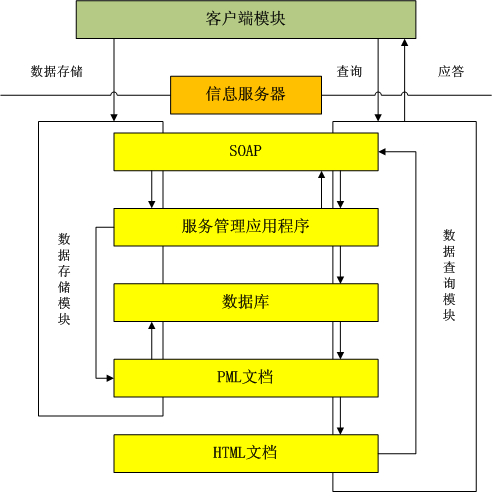 客户端模块
数据存储
查询
应答
信息服务器
SOAP
服务管理应用程序
数据存储模块
数据查询模块
数据库
PML文档
HTML文档